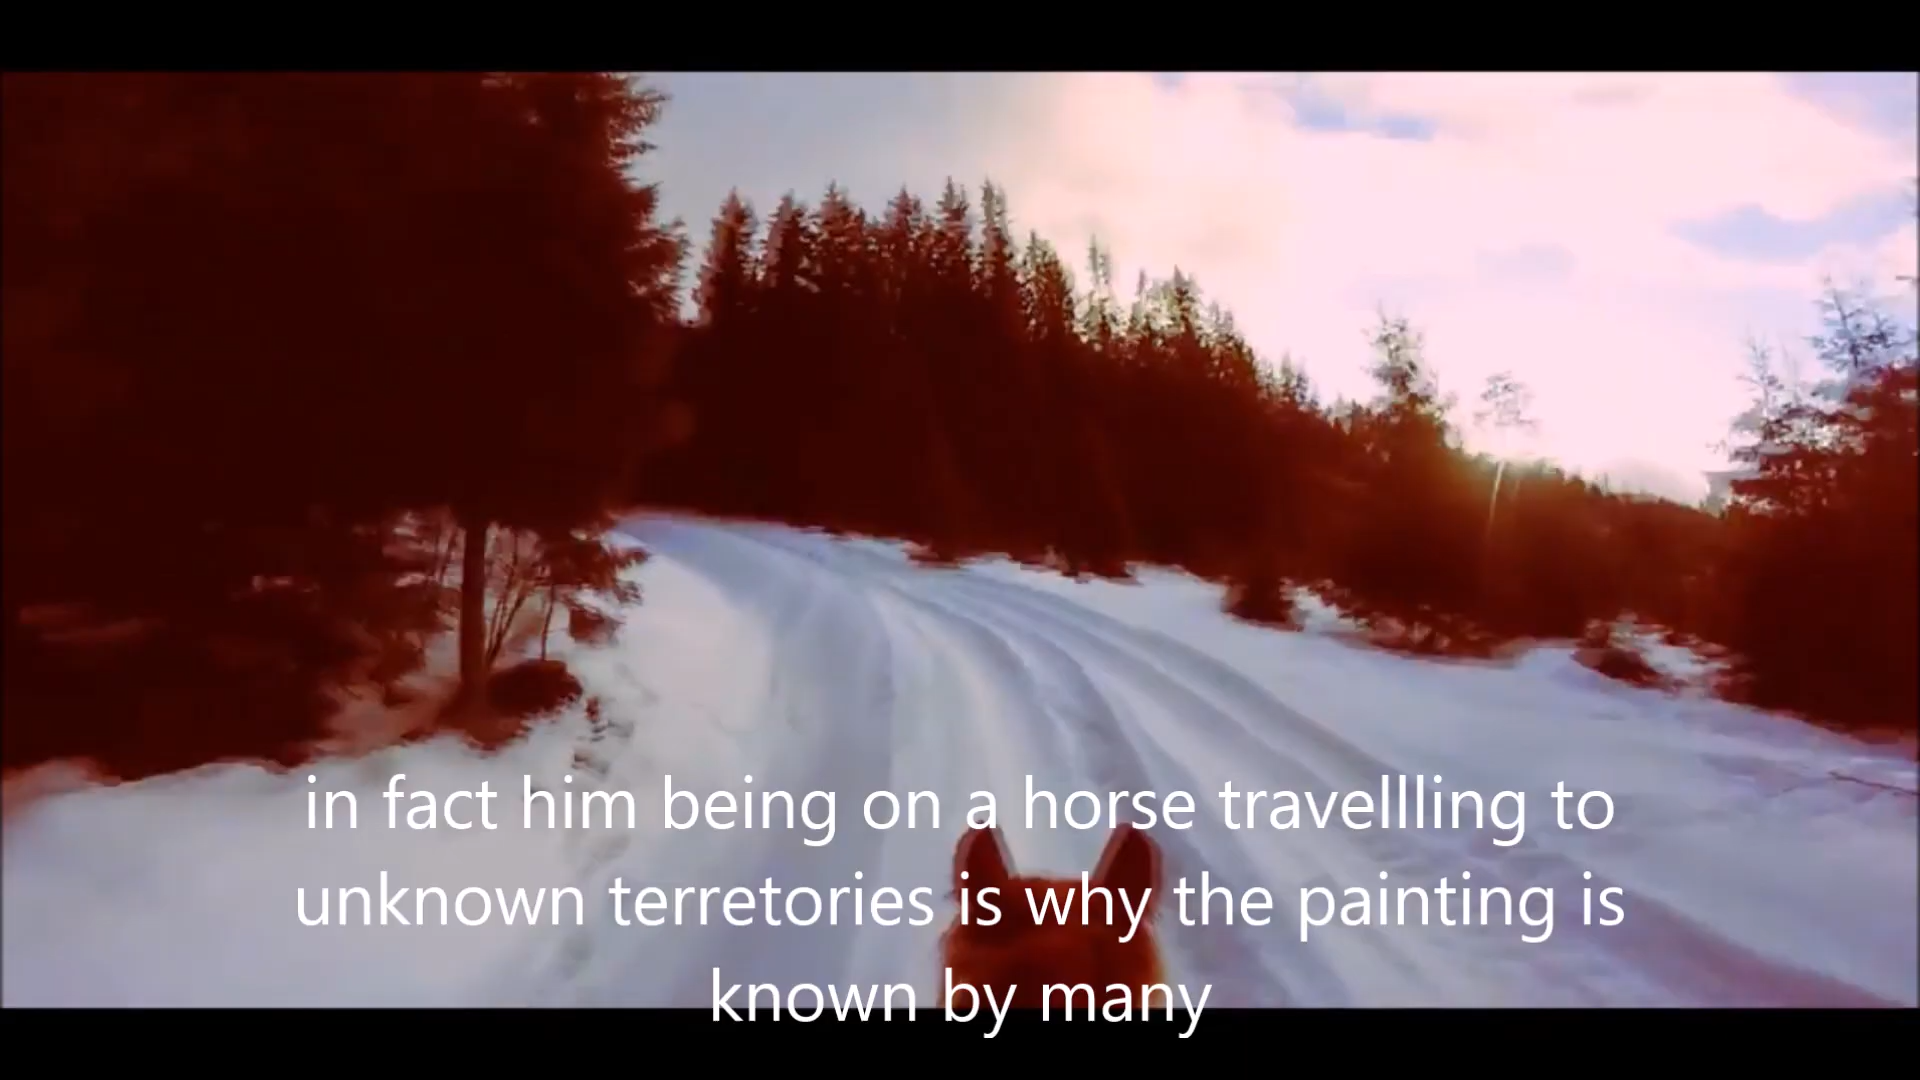 in fact him being on a horse travellling to
unknown terretories is why the painting is
known by many